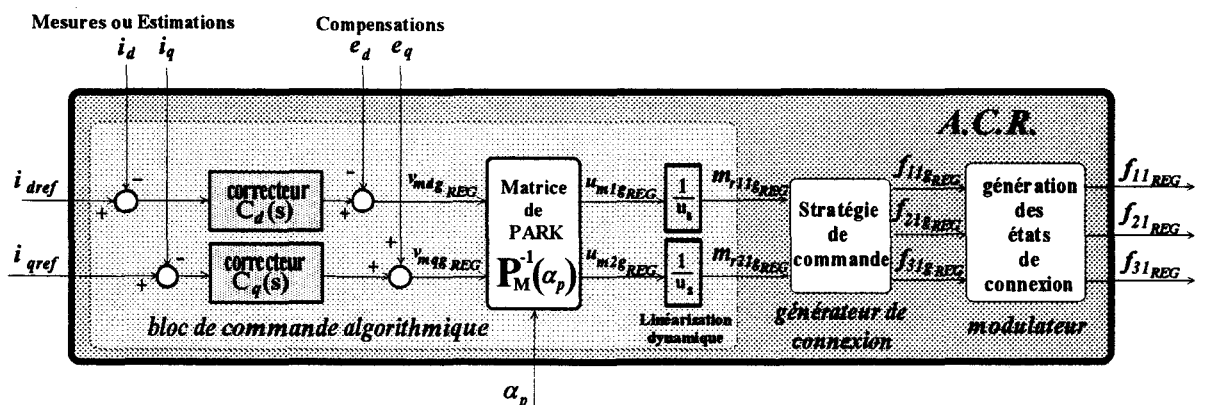 Mesures ou Estimations
i_d i_q
Compensations
e_d e_q
A.C.R.
i_dref
i_qref
- + - +
correcteur
C_d(s)
correcteur
C_q(s)
- + + +
v_mdg_REG
v_mqg_REG
Matrice
de
PARK
P_M^-1(α_p)
u_m1g_REG
u_m2g_REG
1/u_s
1/u_s
m_r11g_REG
m_r21g_REG
Stratégie
de
commande
f_11g_REG
f_21g_REG
f_31g_REG
génération
des
états
de
connexion
f_11_REG
f_21_REG
f_31_REG
bloc de commande algorithmique
Linéarisation
dynamique
générateur de
connexion
modulateur
α_p